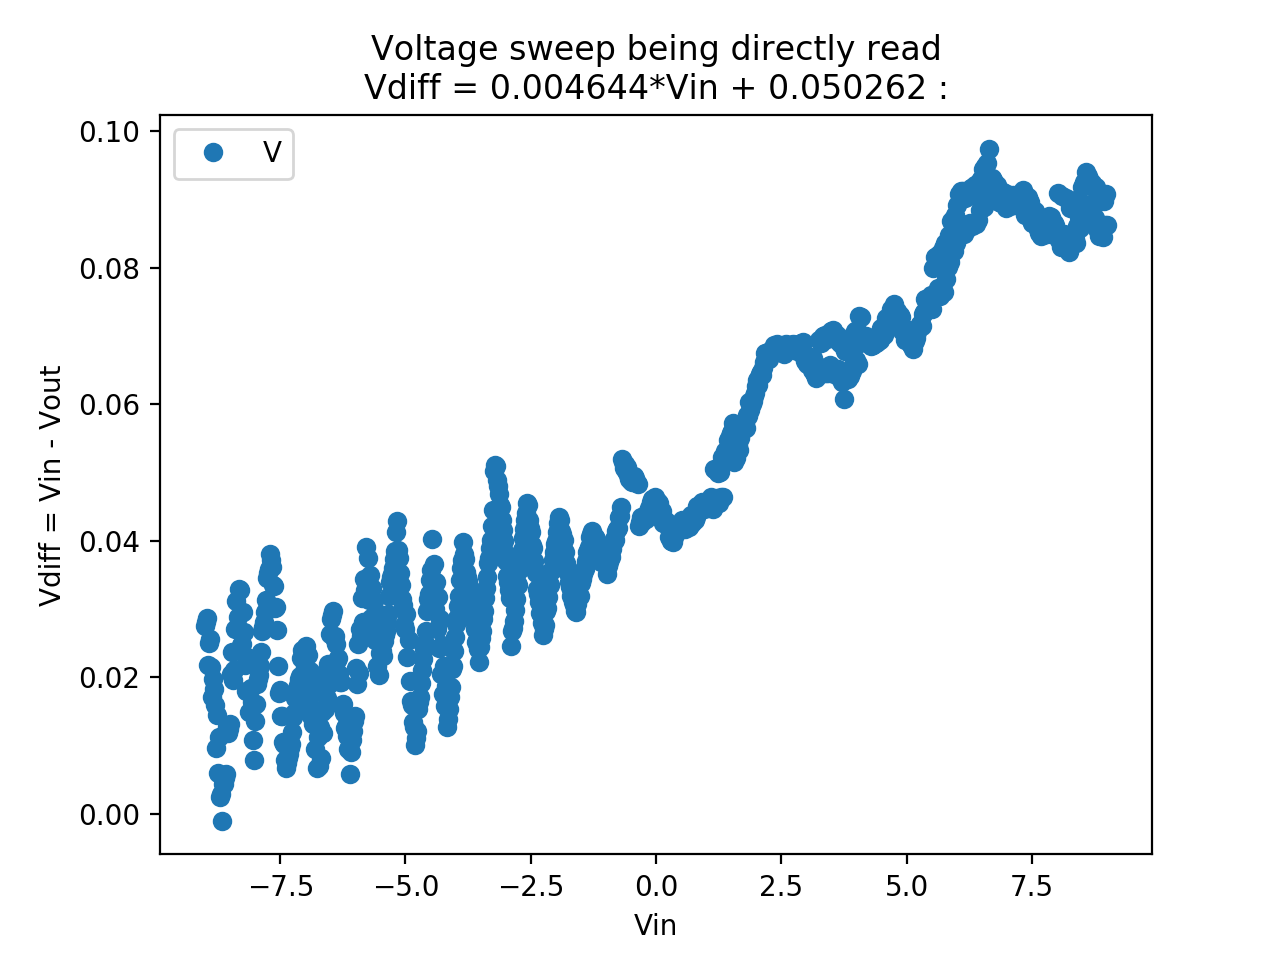 Voltage sweep being directly read
Vdiff = 0.004644*Vin + 0.050262 :
V
0.10
0.08
0.06
0.04
0.02
0.00
Vdiff = Vin - Vout
−7.5
−5.0
−2.5
0.0
2.5
5.0
7.5
Vin